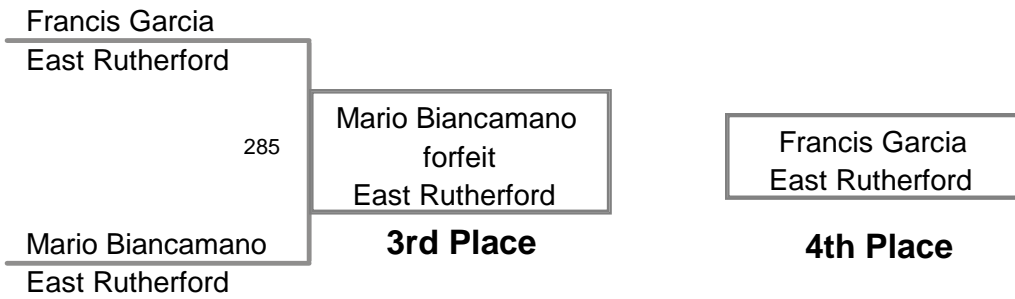 Francis Garcia
East Rutherford
285
Mario Biancamano
forfeit
East Rutherford
3rd Place
Francis Garcia
East Rutherford
4th Place
Mario Biancamano
East Rutherford